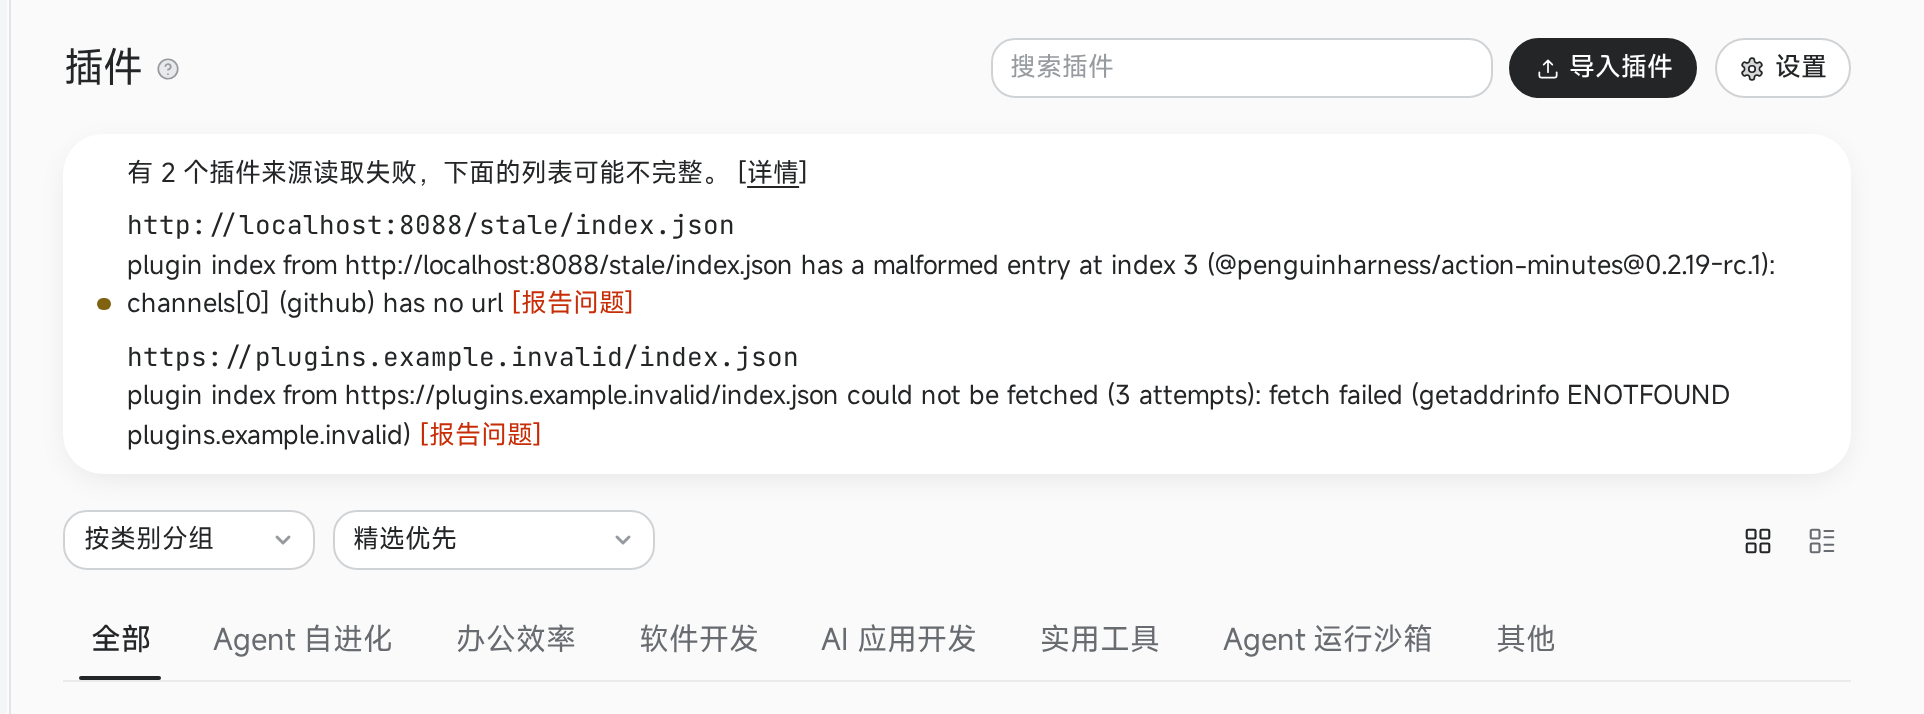 插件
搜索插件
导入插件
设置
有 2 个插件来源读取失败，下面的列表可能不完整。 [详情]
http://localhost:8088/stale/index.json
plugin index from http://localhost:8088/stale/index.json has a malformed entry at index 3 (@penguinharness/action-minutes@0.2.19-rc.1):
channels[0] (github) has no url [报告问题]
https://plugins.example.invalid/index.json
plugin index from https://plugins.example.invalid/index.json could not be fetched (3 attempts): fetch failed (getaddrinfo ENOTFOUND
plugins.example.invalid) [报告问题]
按类别分组
精选优先
全部
Agent 自进化
办公效率
软件开发
AI 应用开发
实用工具
Agent 运行沙箱
其他